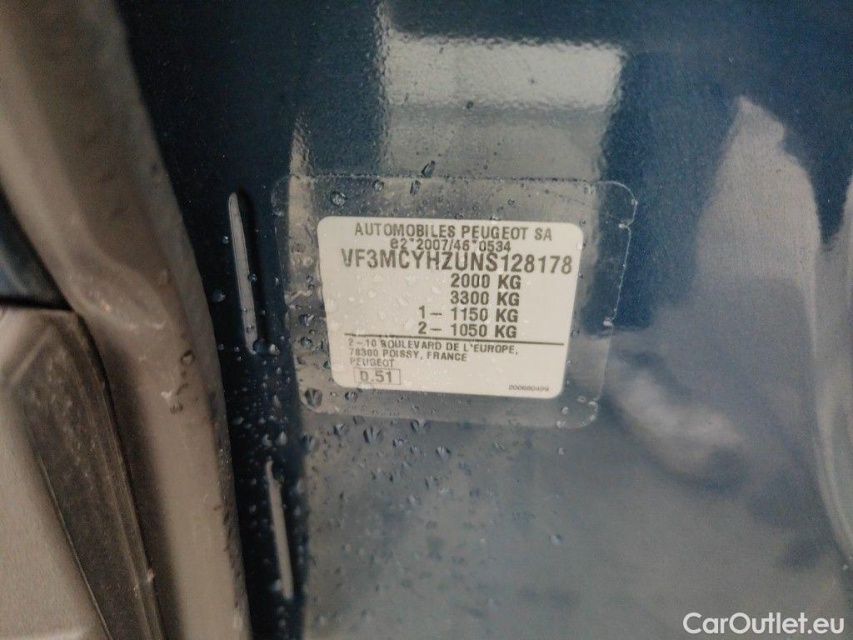 AUTOMOBILES PEUGEOT SA
e2*2007/46*0534
VF3MCYHZUNS128178
2000 KG
3300 KG
1- 1150 KG
2- 1050 KG
2-10 BOULEVARD DE L'EUROPE,
78300 POISSY, FRANCE
PEUGEOT
0.51
CarOutlet.eu